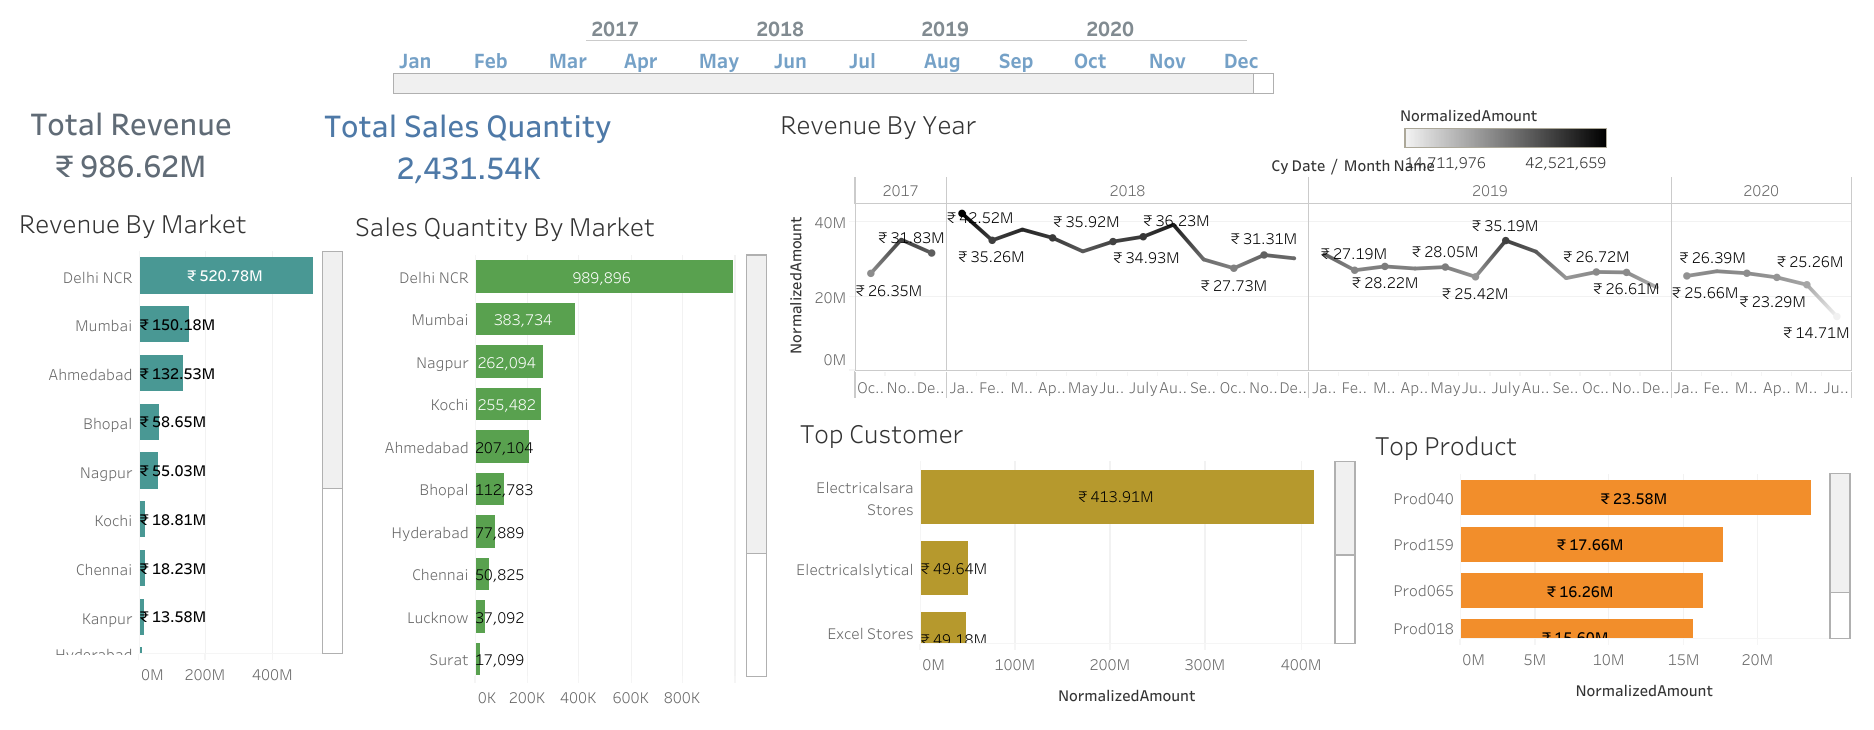 2017 2018 2019 2020
Jan Feb Mar Apr May Jun Jul Aug Sep Oct Nov Dec
Total Revenue
₹ 986.62M
Total Sales Quantity
2,431.54K
Revenue By Market
Delhi NCR ₹ 520.78M
Mumbai ₹ 150.18M
Ahmedabad ₹ 132.53M
Bhopal ₹ 58.65M
Nagpur ₹ 55.03M
Kochi ₹ 18.81M
Chennai ₹ 18.23M
Kanpur ₹ 13.58M
Hyderabad
0M 200M 400M
Sales Quantity By Market
Delhi NCR 989,896
Mumbai 383,734
Nagpur 262,094
Kochi 255,482
Ahmedabad 207,104
Bhopal 112,783
Hyderabad 77,889
Chennai 50,825
Lucknow 37,092
Surat 17,099
0K 200K 400K 600K 800K
Revenue By Year
NormalizedAmount
14,711,976 42,521,659
Cy Date / Month Name
2017 2018 2019 2020
NormalizedAmount
40M
20M
0M
₹ 26.35M
₹ 31.83M
₹ 42.52M
₹ 35.26M
₹ 35.92M
₹ 34.93M
₹ 36.23M
₹ 27.73M
₹ 31.31M
₹ 27.19M
₹ 28.22M
₹ 28.05M
₹ 25.42M
₹ 35.19M
₹ 26.72M
₹ 26.61M
₹ 25.66M
₹ 26.39M
₹ 23.29M
₹ 25.26M
₹ 14.71M
Oc.. No.. De.. Ja.. Fe.. M.. Ap.. May Ju.. July Au.. Se.. Oc.. No.. De.. Ja.. Fe.. M.. Ap.. May Ju.. July Au.. Se.. Oc.. No.. De.. Ja.. Fe.. M.. Ap.. M.. Ju..
Top Customer
Electricalsara
Stores
₹ 413.91M
Electricalslytical ₹ 49.64M
Excel Stores ₹ 49.18M
0M 100M 200M 300M 400M
NormalizedAmount
Top Product
Prod040 ₹ 23.58M
Prod159 ₹ 17.66M
Prod065 ₹ 16.26M
Prod018 ₹ 15.60M
0M 5M 10M 15M 20M
NormalizedAmount